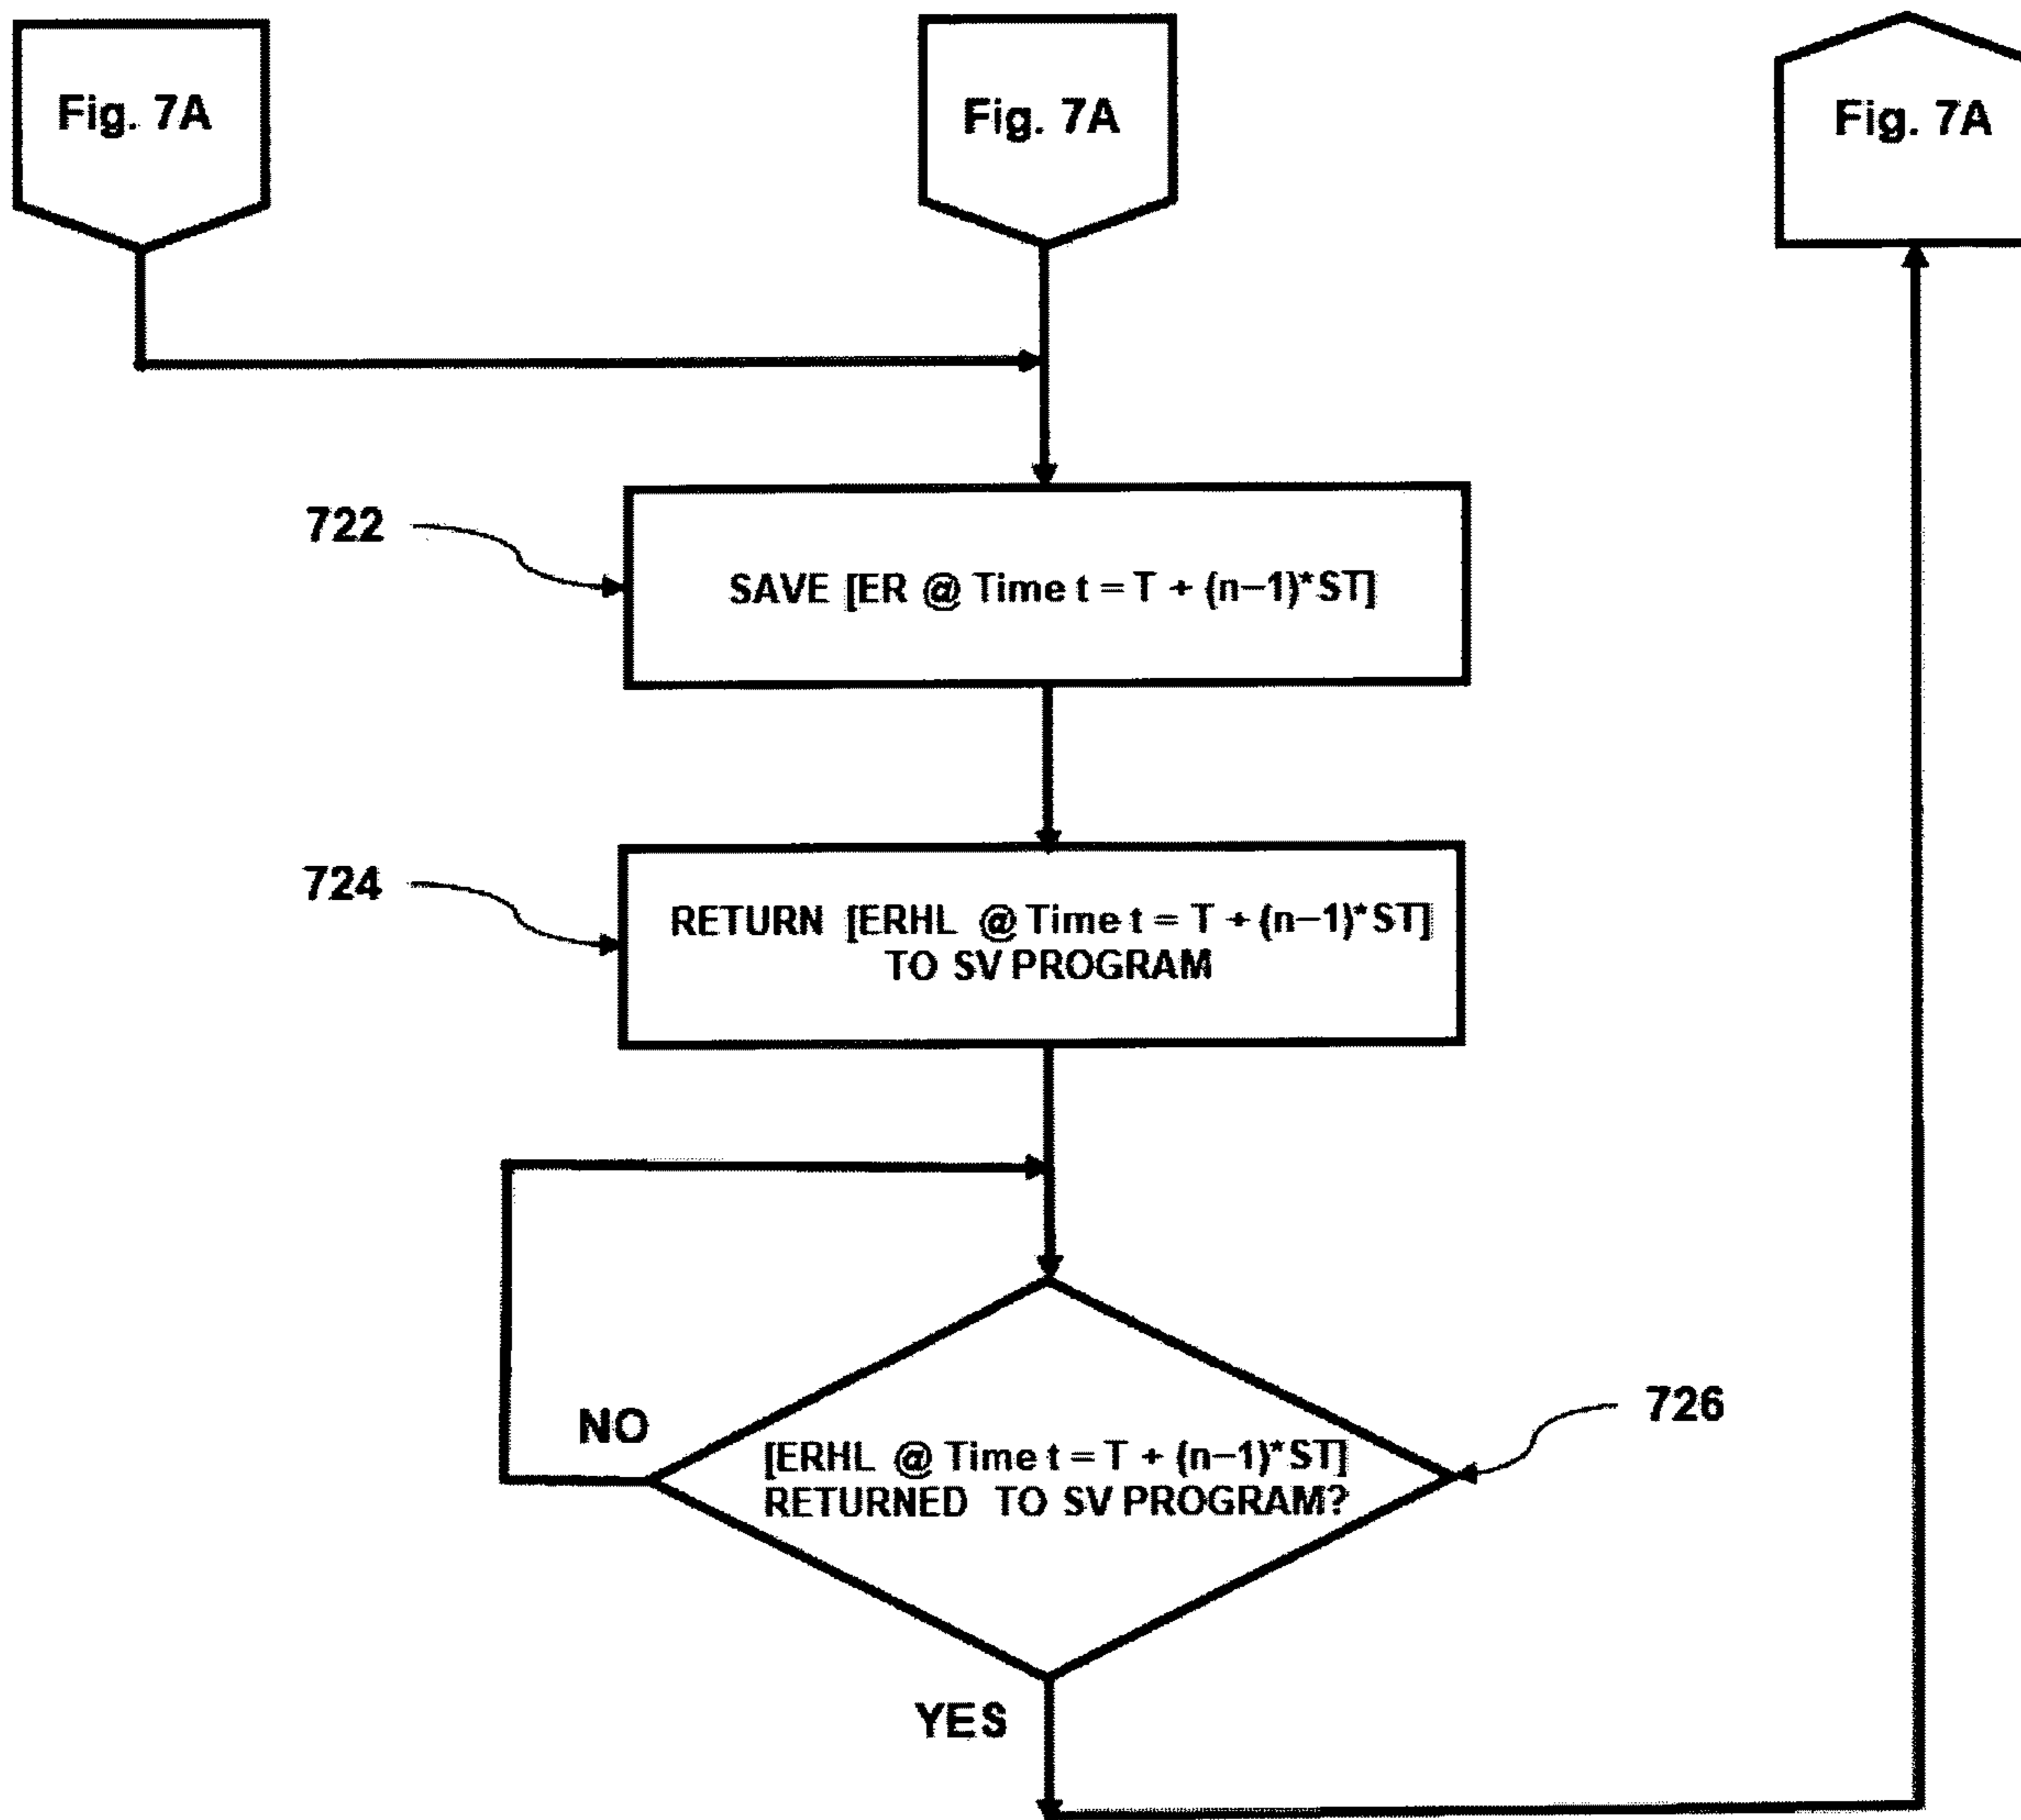 Fig. 7A
Fig. 7A
Fig. 7A
722
SAVE [ER @ Time t = T + (n−1)*ST]
724
RETURN [ERHL @ Time t = T + (n−1)*ST]
TO SV PROGRAM
726
NO
[ERHL @ Time t = T + (n−1)*ST]
RETURNED TO SV PROGRAM?
YES